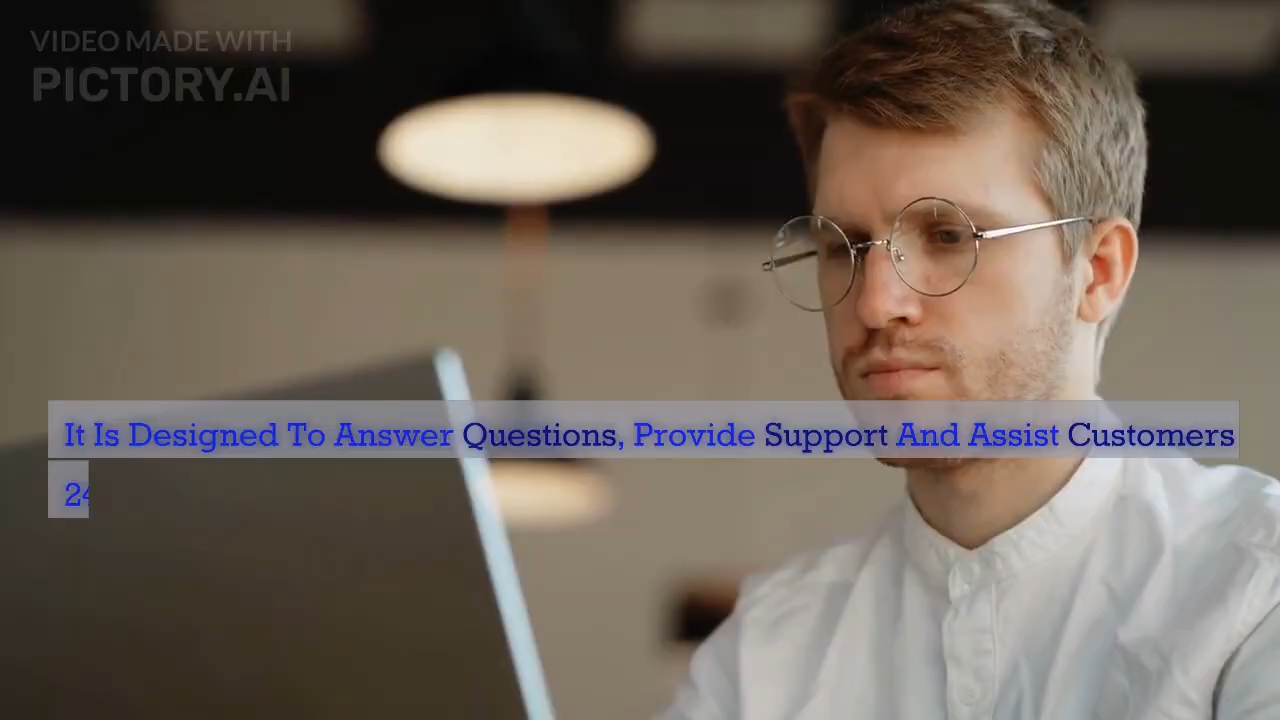 VIDEO MADE WITH
PICTORY.AI
It Is Designed To Answer Questions, Provide Support And Assist Customers
24